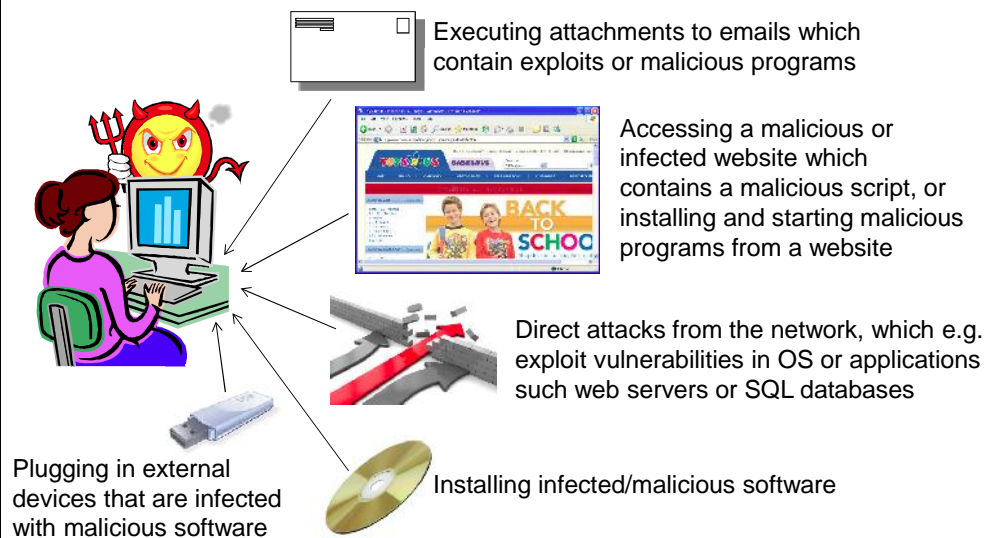 Executing attachments to emails which
contain exploits or malicious programs
Accessing a malicious or
infected website which
contains a malicious script, or
installing and starting malicious
programs from a website
BACK
TO
SCHOO
Direct attacks from the network, which e.g.
exploit vulnerabilities in OS or applications
such web servers or SQL databases
Plugging in external
devices that are infected
with malicious software
Installing infected/malicious software